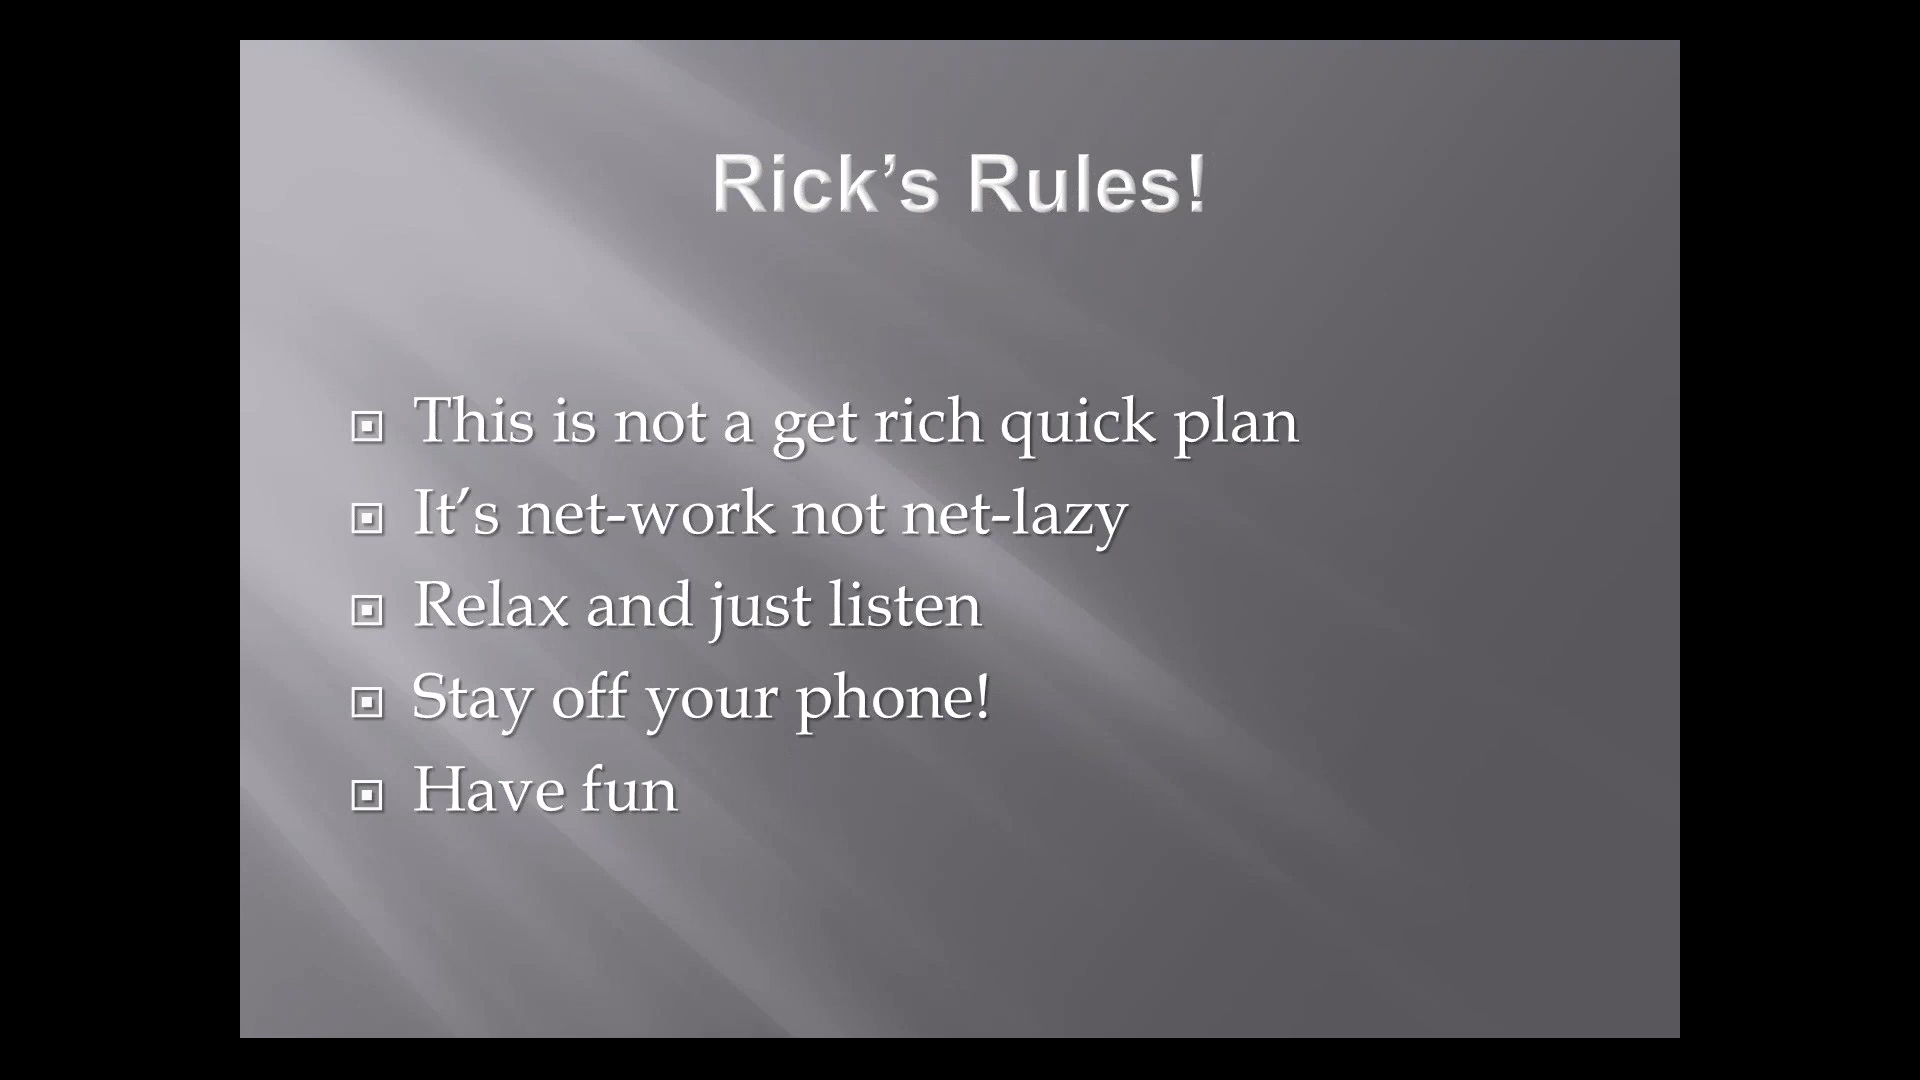 Rick’s Rules!
This is not a get rich quick plan
It’s net-work not net-lazy
Relax and just listen
Stay off your phone!
Have fun